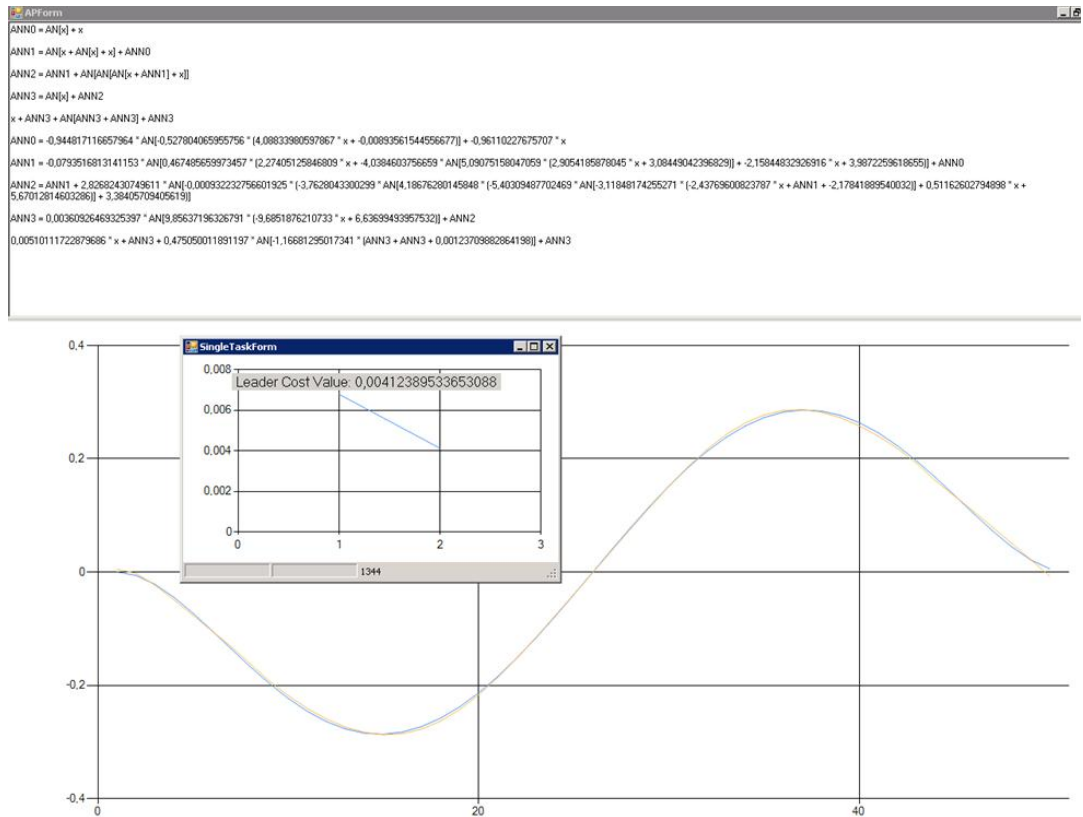 APForm
ANN0 = AN[x] + x
ANN1 = AN[x + AN[x] + x] + ANN0
ANN2 = ANN1 + AN[AN[AN[x + ANN1] + x]]
ANN3 = AN[x] + ANN2
x + ANN3 + AN[ANN3 + ANN3] + ANN3
ANN0 = -0,944817116657964 * AN[-0,527804065955756 * (4,08833980597867 * x + -0,00893561544556677)] + -0,96110227675707 * x
ANN1 = -0,0793516813141153 * AN[0,467485659973457 * (2,27405125846809 * x + -4,0384603756659 * AN[5,09075158047059 * (2,9054185878045 * x + 3,08449042396829)] + -2,15844832926916 * x + 3,9872259618655)] + ANN0
ANN2 = ANN1 + 2,82682430749611 * AN[-0,000932232756601925 * (-3,7628043300299 * AN[4,18676280145848 * (-5,40309487702469 * AN[-3,11848174255271 * (-2,43769600823787 * x + ANN1 + -2,17841889540032)] + 0,51162602794898 * x +
5,67012814603286)] + 3,38405709405619)]
ANN3 = 0,00360926469325397 * AN[9,85637196326791 * (-9,6851876210733 * x + 6,63699493957532)] + ANN2
0,00510111722879686 * x + ANN3 + 0,475050011891197 * AN[-1,16681295017341 * (ANN3 + ANN3 + 0,00123709882864198)] + ANN3
0,4
SingleTaskForm
0,008
Leader Cost Value: 0,00412389533653088
0,006
0,004
0,002
0
0
1
2
3
1344
0,2
0
-0,2
-0,4
0
20
40